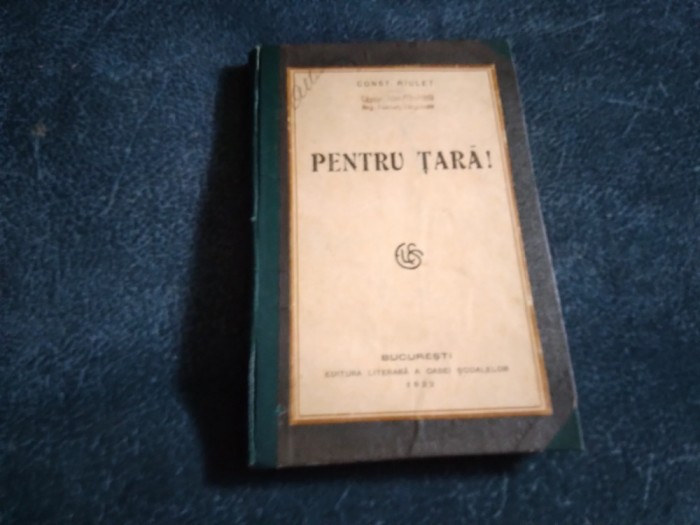 CONST. RIULET
PENTRU ȚARĂ!
BUCUREȘTI
EDITURA LITERARĂ A CASEI ȘCOALELOR